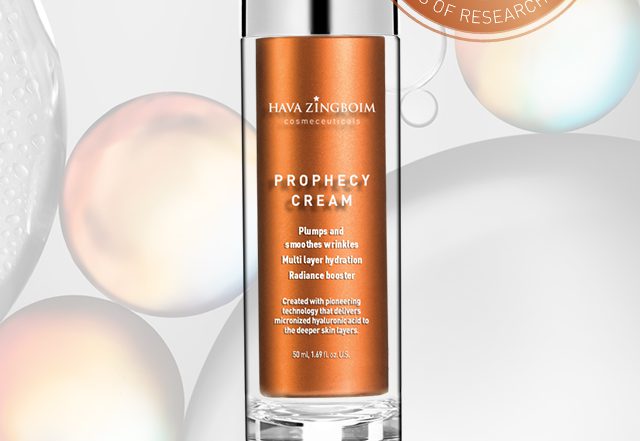 S OF RESEARCH
HAVA ZINGBOIM
cosmeceuticals
PROPHECY
CREAM
Plumps and
smoothes wrinkles
Multi layer hydration
Radiance booster
Created with pioneering
technology that delivers
micronized hyaluronic acid to
the deeper skin layers.
50 ml, 1.69 fl. oz. U.S.